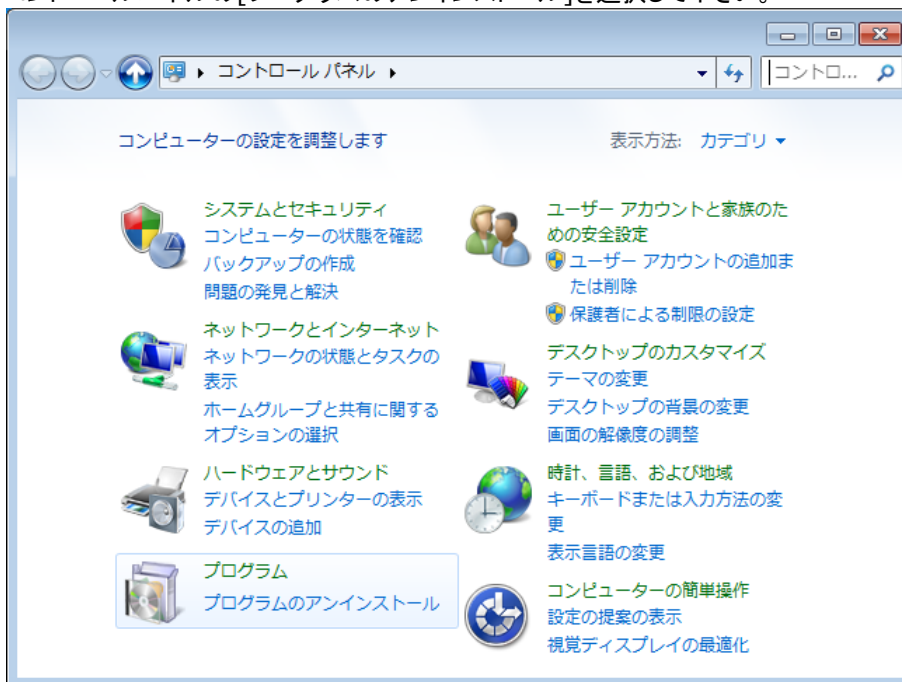 コンピューターの設定を調整します
表示方法: カテゴリ
コントロール パネル
コントロ...
システムとセキュリティ
コンピューターの状態を確認
バックアップの作成
問題の発見と解決
ネットワークとインターネット
ネットワークの状態とタスクの
表示
ホームグループと共有に関する
オプションの選択
ハードウェアとサウンド
デバイスとプリンターの表示
デバイスの追加
プログラム
プログラムのアンインストール
ユーザー アカウントと家族のた
めの安全設定
ユーザー アカウントの追加ま
たは削除
保護者による制限の設定
デスクトップのカスタマイズ
テーマの変更
デスクトップの背景の変更
画面の解像度の調整
時計、言語、および地域
キーボードまたは入力方法の変
更
表示言語の変更
コンピューターの簡単操作
設定の提案の表示
視覚ディスプレイの最適化